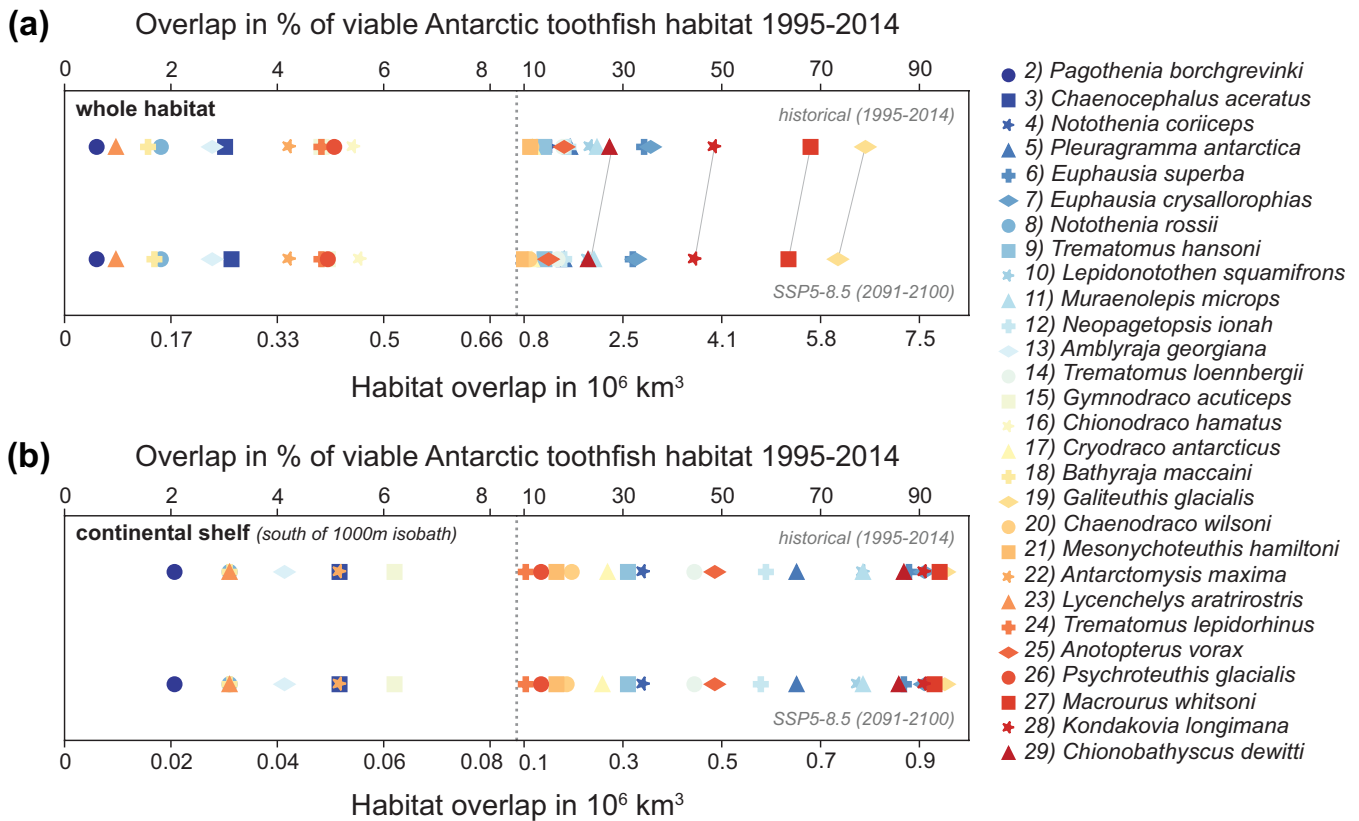 (a) Overlap in % of viable Antarctic toothfish habitat 1995-2014
0 2 4 6 8 10 30 50 70 90
whole habitat
historical (1995-2014)
SSP5-8.5 (2091-2100)
0 0.17 0.33 0.5 0.66 0.8 2.5 4.1 5.8 7.5
Habitat overlap in 10⁶ km³
(b) Overlap in % of viable Antarctic toothfish habitat 1995-2014
0 2 4 6 8 10 30 50 70 90
continental shelf (south of 1000m isobath)
historical (1995-2014)
SSP5-8.5 (2091-2100)
0 0.02 0.04 0.06 0.08 0.1 0.3 0.5 0.7 0.9
Habitat overlap in 10⁶ km³
2) Pagothenia borchgrevinki
3) Chaenocephalus aceratus
4) Notothenia coriiceps
5) Pleuragramma antarctica
6) Euphausia superba
7) Euphausia crysallorophias
8) Notothenia rossii
9) Trematomus hansoni
10) Lepidonotothen squamifrons
11) Muraenolepis microps
12) Neopagetopsis ionah
13) Amblyraja georgiana
14) Trematomus loennbergii
15) Gymnodraco acuticeps
16) Chionodraco hamatus
17) Cryodraco antarcticus
18) Bathyraja maccaini
19) Galiteuthis glacialis
20) Chaenodraco wilsoni
21) Mesonychoteuthis hamiltoni
22) Antarctomysis maxima
23) Lycenchelys aratrirostris
24) Trematomus lepidorhinus
25) Anotopterus vorax
26) Psychroteuthis glacialis
27) Macrourus whitsoni
28) Kondakovia longimana
29) Chionobathyscus dewitti